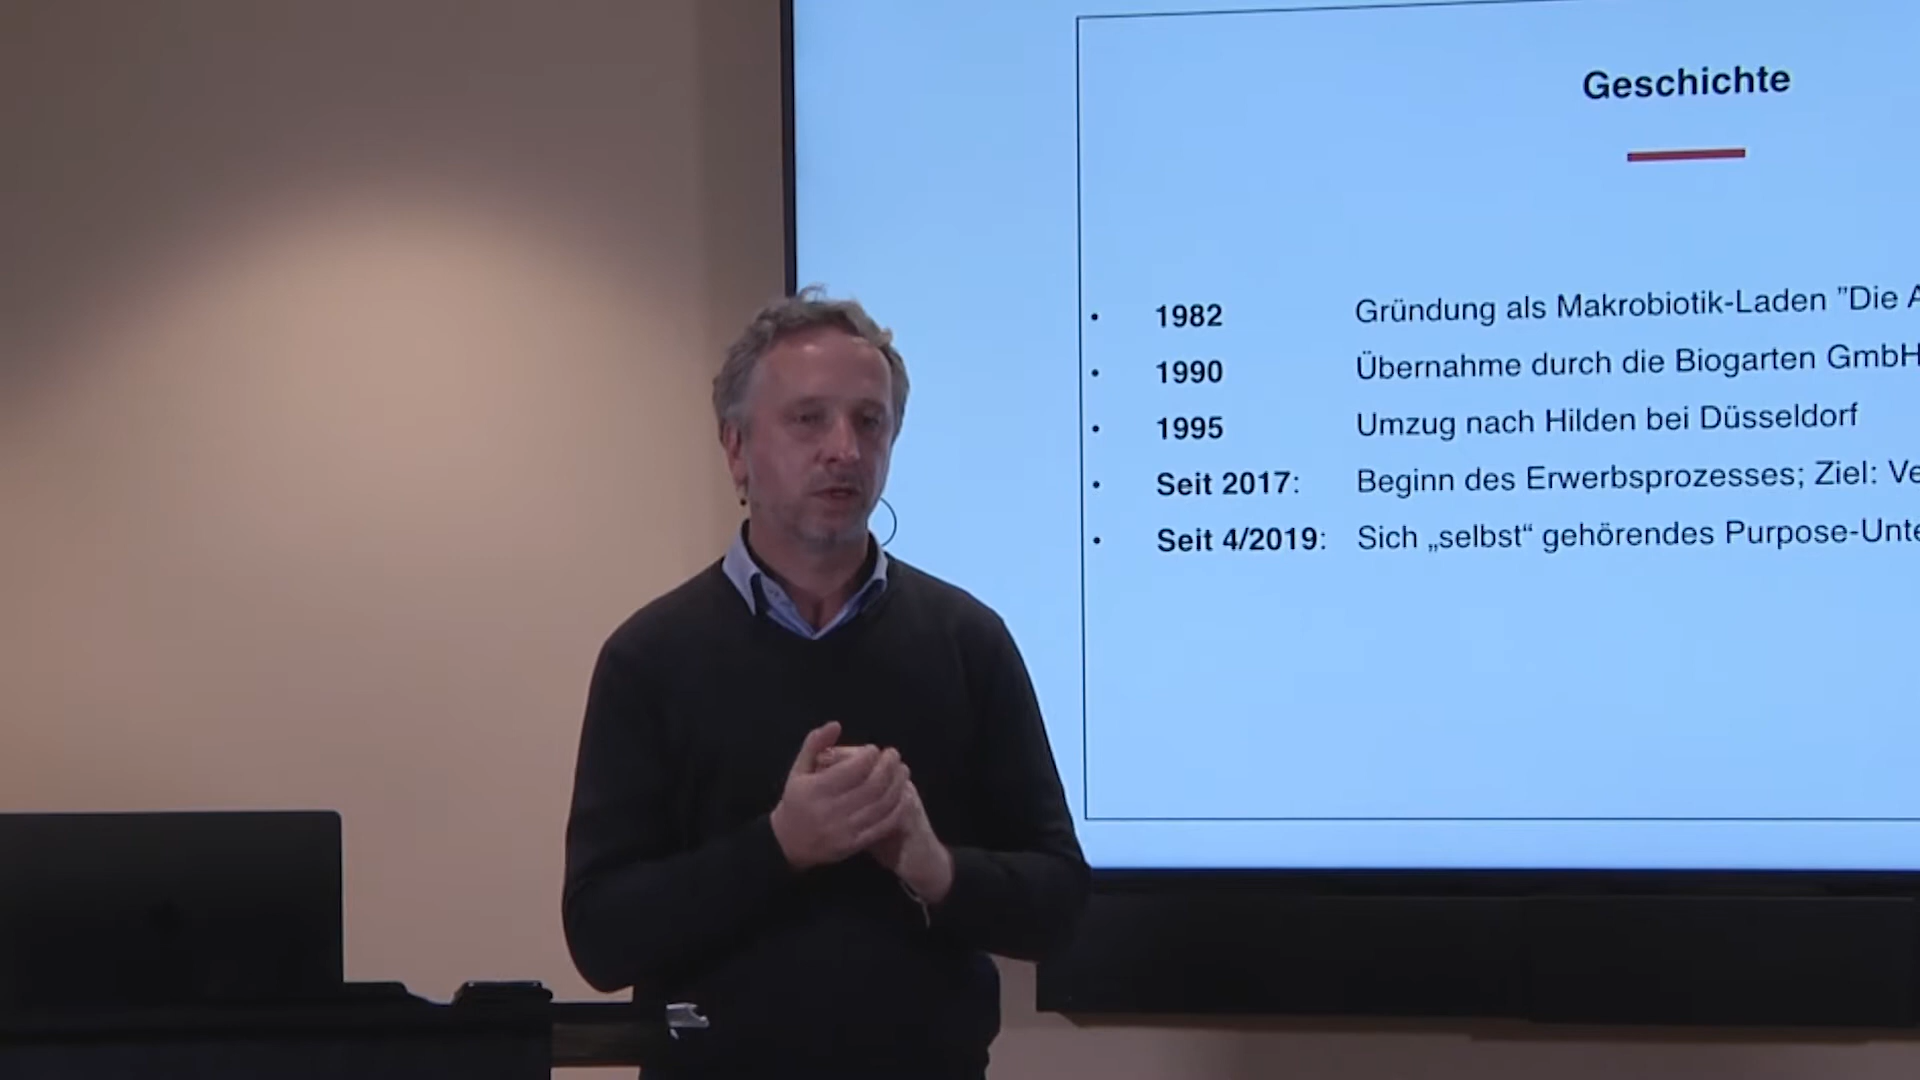 Geschichte
• 1982 Gründung als Makrobiotik-Laden ”Die
• 1990 Übernahme durch die Biogarten GmbH
• 1995 Umzug nach Hilden bei Düsseldorf
• Seit 2017: Beginn des Erwerbsprozesses; Ziel:
• Seit 4/2019: Sich „selbst“ gehörendes